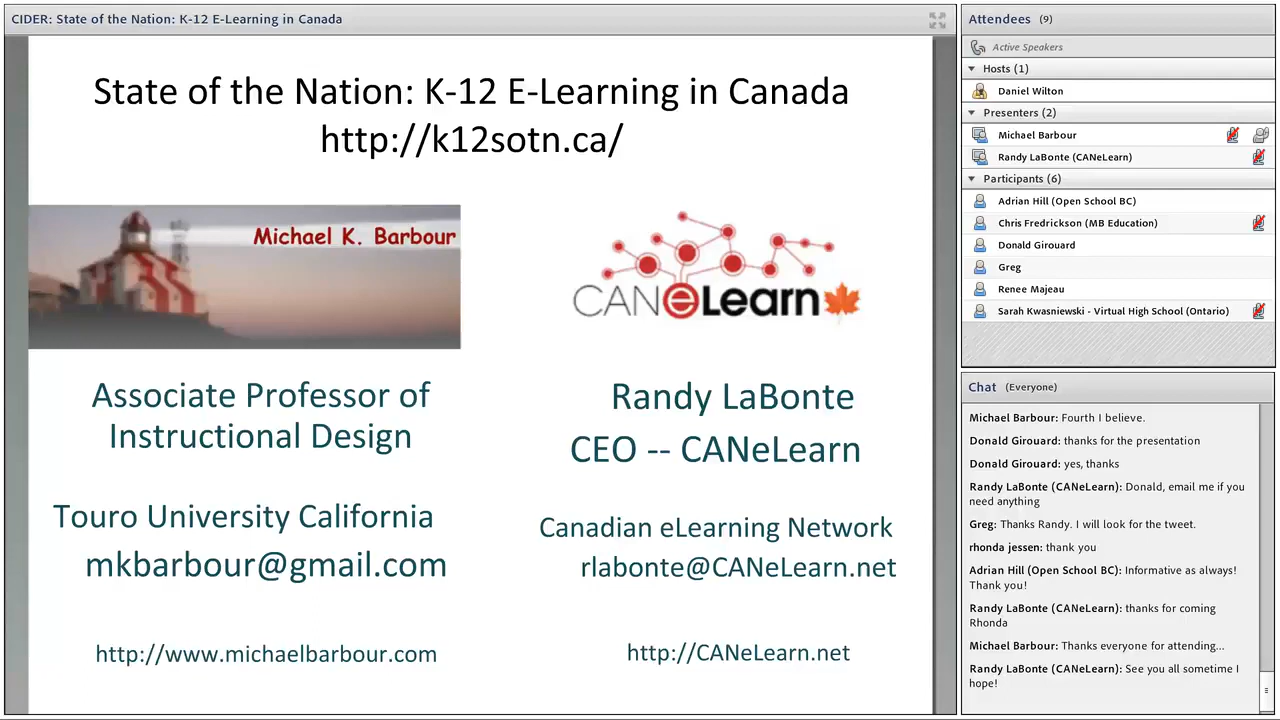 CIDER: State of the Nation: K-12 E-Learning in Canada
State of the Nation: K-12 E-Learning in Canada
http://k12sotn.ca/
Michael K. Barbour
Associate Professor of
Instructional Design
Touro University California
mkbarbour@gmail.com
http://www.michaelbarbour.com
CANeLearn
Randy LaBonte
CEO -- CANeLearn
Canadian eLearning Network
rlabonte@CANeLearn.net
http://CANeLearn.net
Attendees (9)
Active Speakers
Hosts (1)
Daniel Wilton
Presenters (2)
Michael Barbour
Randy LaBonte (CANeLearn)
Participants (6)
Adrian Hill (Open School BC)
Chris Fredrickson (MB Education)
Donald Girouard
Greg
Renee Majeau
Sarah Kwasniewski - Virtual High School (Ontario)
Chat (Everyone)
Michael Barbour: Fourth I believe.
Donald Girouard: thanks for the presentation
Donald Girouard: yes, thanks
Randy LaBonte (CANeLearn): Donald, email me if you
need anything
Greg: Thanks Randy. I will look for the tweet.
rhonda jessen: thank you
Adrian Hill (Open School BC): Informative as always!
Thank you!
Randy LaBonte (CANeLearn): thanks for coming
Rhonda
Michael Barbour: Thanks everyone for attending...
Randy LaBonte (CANeLearn): See you all sometime I
hope!